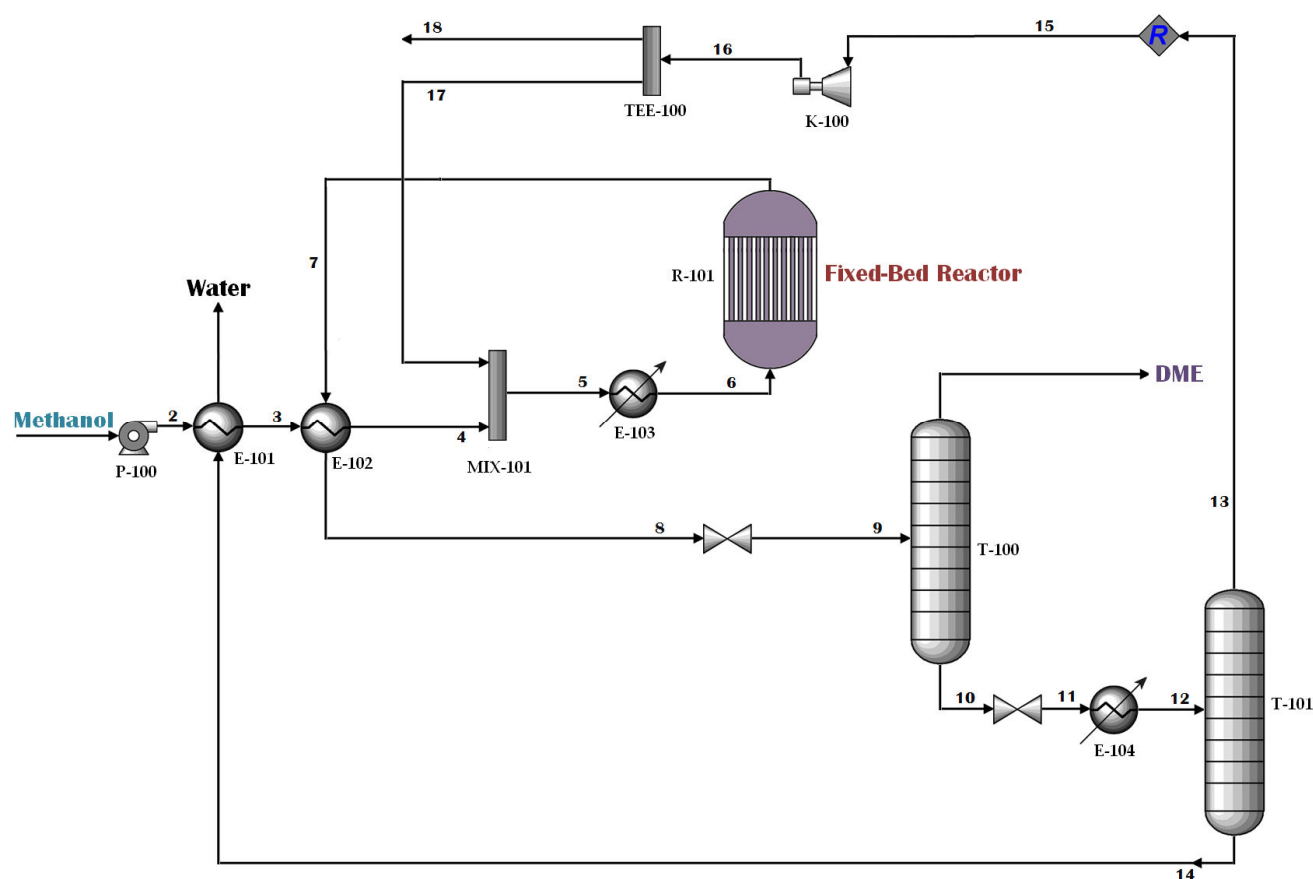 18
15
R
16
17
TEE-100
K-100
7
R-101
Fixed-Bed Reactor
Water
DME
5
6
Methanol
2
3
4
E-103
P-100
E-101
E-102
MIX-101
8
9
T-100
13
10
11
12
T-101
E-104
14